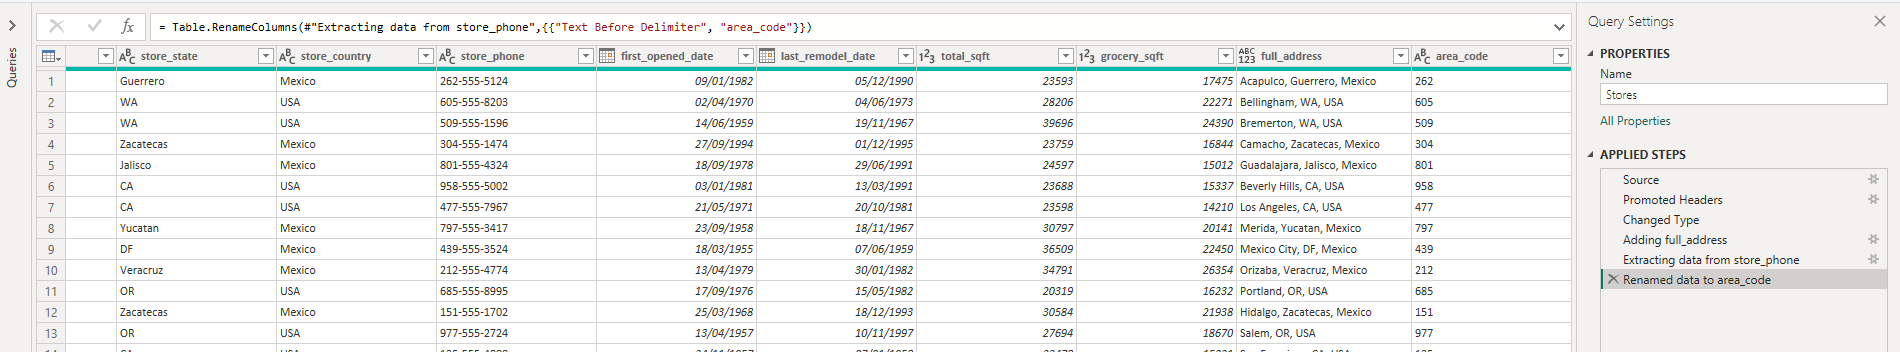 Queries
= Table.RenameColumns(#"Extracting data from store_phone",{{"Text Before Delimiter", "area_code"}})
store_state store_country store_phone first_opened_date last_remodel_date 123 total_sqft 123 grocery_sqft ABC 123 full_address area_code
1 Guerrero Mexico 262-555-5124 09/01/1982 05/12/1990 23593 17475 Acapulco, Guerrero, Mexico 262
2 WA USA 605-555-8203 02/04/1970 04/06/1973 28206 22271 Bellingham, WA, USA 605
3 WA USA 509-555-1596 14/06/1959 19/11/1967 39696 24390 Bremerton, WA, USA 509
4 Zacatecas Mexico 304-555-1474 27/09/1994 01/12/1995 23759 16844 Camacho, Zacatecas, Mexico 304
5 Jalisco Mexico 801-555-4324 18/09/1978 29/06/1991 24597 15012 Guadalajara, Jalisco, Mexico 801
6 CA USA 958-555-5002 03/01/1981 13/03/1991 23688 15337 Beverly Hills, CA, USA 958
7 CA USA 477-555-7967 21/05/1971 20/10/1981 23598 14210 Los Angeles, CA, USA 477
8 Yucatan Mexico 797-555-3417 23/09/1958 18/11/1967 30797 20141 Merida, Yucatan, Mexico 797
9 DF Mexico 439-555-3524 18/03/1955 07/06/1959 36509 22450 Mexico City, DF, Mexico 439
10 Veracruz Mexico 212-555-4774 13/04/1979 30/01/1982 34791 26354 Orizaba, Veracruz, Mexico 212
11 OR USA 685-555-8995 17/09/1976 15/05/1982 20319 16232 Portland, OR, USA 685
12 Zacatecas Mexico 151-555-1702 25/03/1968 18/12/1993 30584 21938 Hidalgo, Zacatecas, Mexico 151
13 OR USA 977-555-2724 13/04/1957 10/11/1997 27694 18670 Salem, OR, USA 977
Query Settings
PROPERTIES
Name
Stores
All Properties
APPLIED STEPS
Source
Promoted Headers
Changed Type
Adding full_address
Extracting data from store_phone
Renamed data to area_code